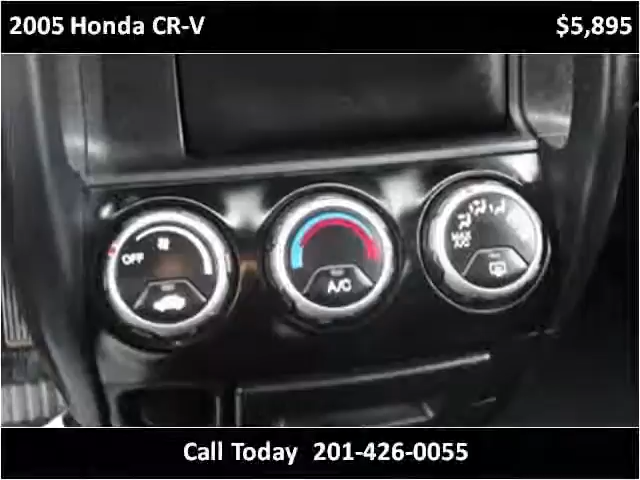 2005 Honda CR-V $5,895
OFF
A/C
MAX
A/C
Call Today 201-426-0055